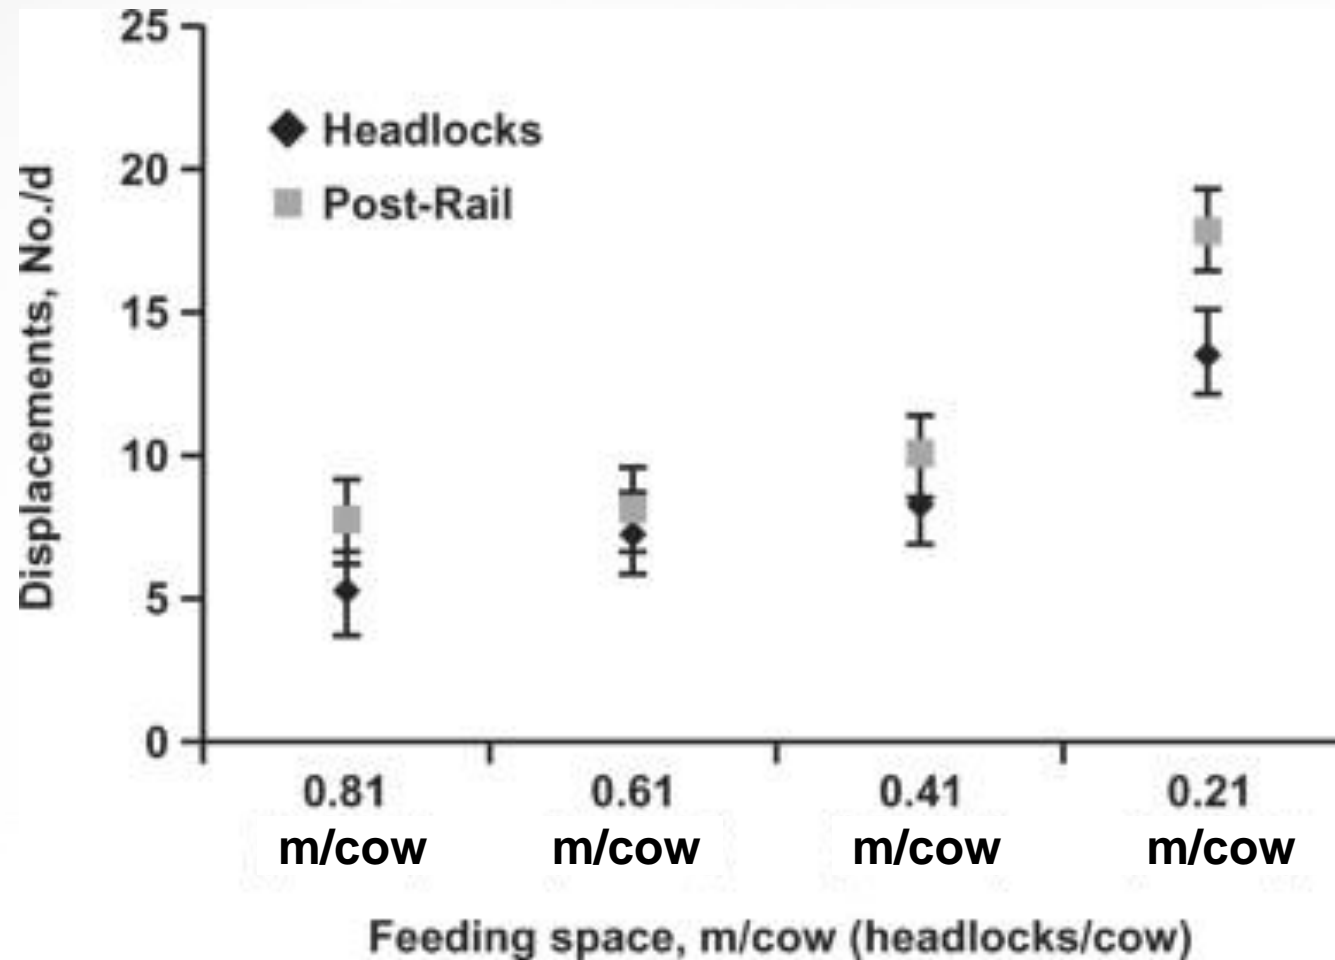 25
20
15
10
5
0
Displacements, No./d
Headlocks
Post-Rail
0.81 0.61 0.41 0.21
m/cow m/cow m/cow m/cow
Feeding space, m/cow (headlocks/cow)